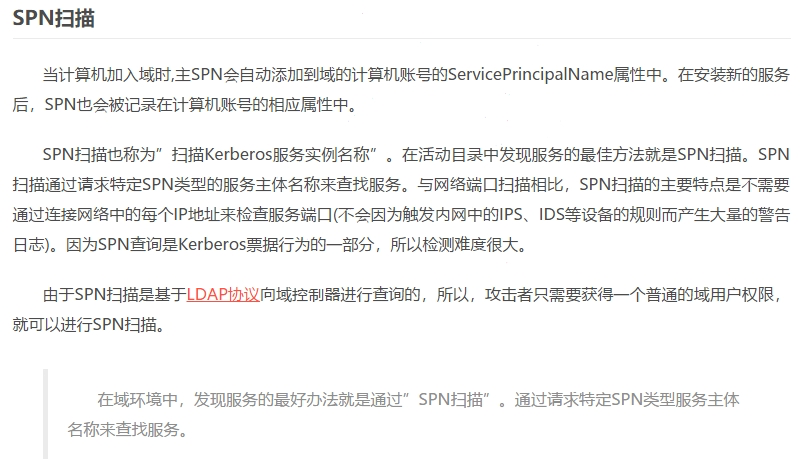 SPN扫描
当计算机加入域时,主SPN会自动添加到域的计算机账号的ServicePrincipalName属性中。在安装新的服务
后，SPN也会被记录在计算机账号的相应属性中。
SPN扫描也称为”扫描Kerberos服务实例名称”。在活动目录中发现服务的最佳方法就是SPN扫描。SPN
扫描通过请求特定SPN类型的服务主体名称来查找服务。与网络端口扫描相比，SPN扫描的主要特点是不需要
通过连接网络中的每个IP地址来检查服务端口(不会因为触发内网中的IPS、IDS等设备的规则而产生大量的警告
日志)。因为SPN查询是Kerberos票据行为的一部分，所以检测难度很大。
由于SPN扫描是基于LDAP协议向域控制器进行查询的，所以，攻击者只需要获得一个普通的域用户权限，
就可以进行SPN扫描。
在域环境中，发现服务的最好办法就是通过”SPN扫描”。通过请求特定SPN类型服务主体
名称来查找服务。